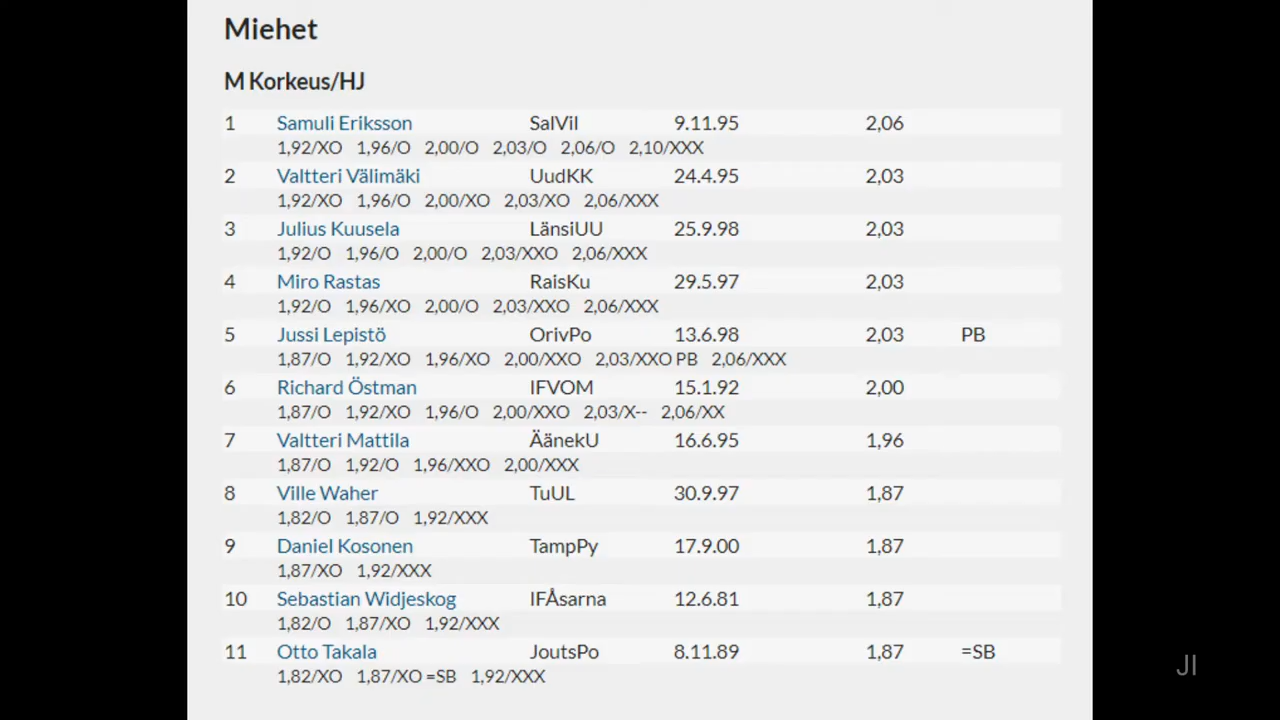 Miehet
M Korkeus/HJ
1 Samuli Eriksson SalVil 9.11.95 2,06
1,92/XO 1,96/O 2,00/O 2,03/O 2,06/O 2,10/XXX
2 Valtteri Välimäki UudKK 24.4.95 2,03
1,92/XO 1,96/O 2,00/XO 2,03/XO 2,06/XXX
3 Julius Kuusela LänsiUU 25.9.98 2,03
1,92/O 1,96/O 2,00/O 2,03/XXO 2,06/XXX
4 Miro Rastas RaisKu 29.5.97 2,03
1,92/O 1,96/XO 2,00/O 2,03/XXO 2,06/XXX
5 Jussi Lepistö OrivPo 13.6.98 2,03 PB
1,87/O 1,92/XO 1,96/XO 2,00/XXO 2,03/XXO PB 2,06/XXX
6 Richard Östman IFVOM 15.1.92 2,00
1,87/O 1,92/XO 1,96/O 2,00/XXO 2,03/X-- 2,06/XX
7 Valtteri Mattila ÄänekU 16.6.95 1,96
1,87/O 1,92/O 1,96/XXO 2,00/XXX
8 Ville Waher TuUL 30.9.97 1,87
1,82/O 1,87/O 1,92/XXX
9 Daniel Kosonen TampPy 17.9.00 1,87
1,87/XO 1,92/XXX
10 Sebastian Widjeskog IFÅsarna 12.6.81 1,87
1,82/O 1,87/XO 1,92/XXX
11 Otto Takala JoutsPo 8.11.89 1,87 =SB
1,82/XO 1,87/XO =SB 1,92/XXX
JI